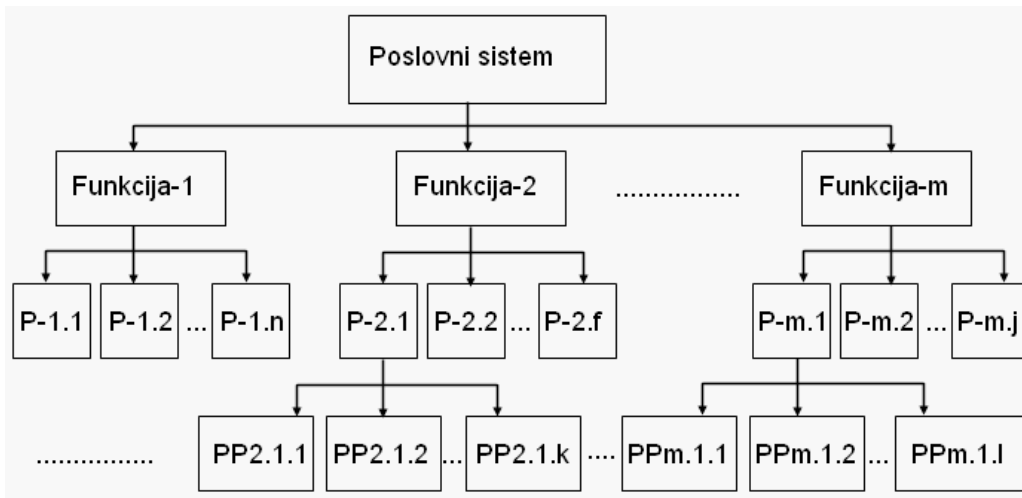 Poslovni sistem
Funkcija-1
Funkcija-2
.................
Funkcija-m
P-1.1
P-1.2
...
P-1.n
P-2.1
P-2.2
...
P-2.f
P-m.1
P-m.2
...
P-m.j
................
PP2.1.1
PP2.1.2
...
PP2.1.k
....
PPm.1.1
PPm.1.2
...
PPm.1.l